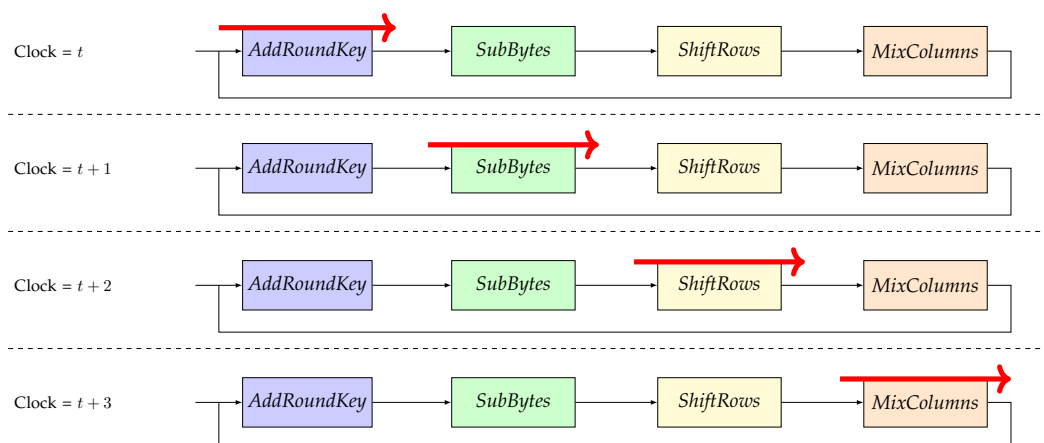 Clock = t AddRoundKey SubBytes ShiftRows MixColumns
Clock = t + 1 AddRoundKey SubBytes ShiftRows MixColumns
Clock = t + 2 AddRoundKey SubBytes ShiftRows MixColumns
Clock = t + 3 AddRoundKey SubBytes ShiftRows MixColumns